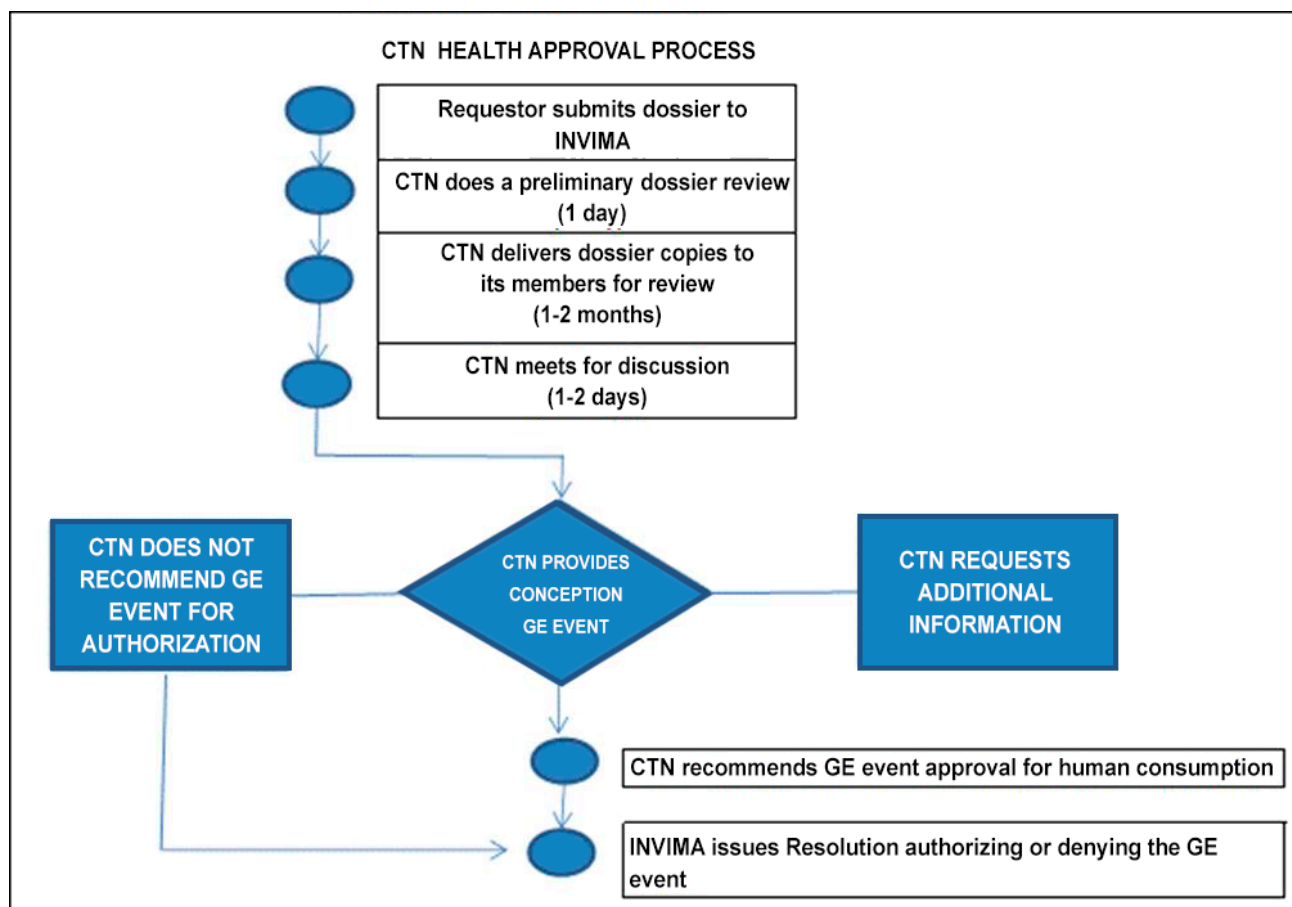 CTN HEALTH APPROVAL PROCESS
Requestor submits dossier to
INVIMA
CTN does a preliminary dossier review
(1 day)
CTN delivers dossier copies to
its members for review
(1-2 months)
CTN meets for discussion
(1-2 days)
CTN DOES NOT
RECOMMEND GE
EVENT FOR
AUTHORIZATION
CTN PROVIDES
CONCEPTION
GE EVENT
CTN REQUESTS
ADDITIONAL
INFORMATION
CTN recommends GE event approval for human consumption
INVIMA issues Resolution authorizing or denying the GE
event